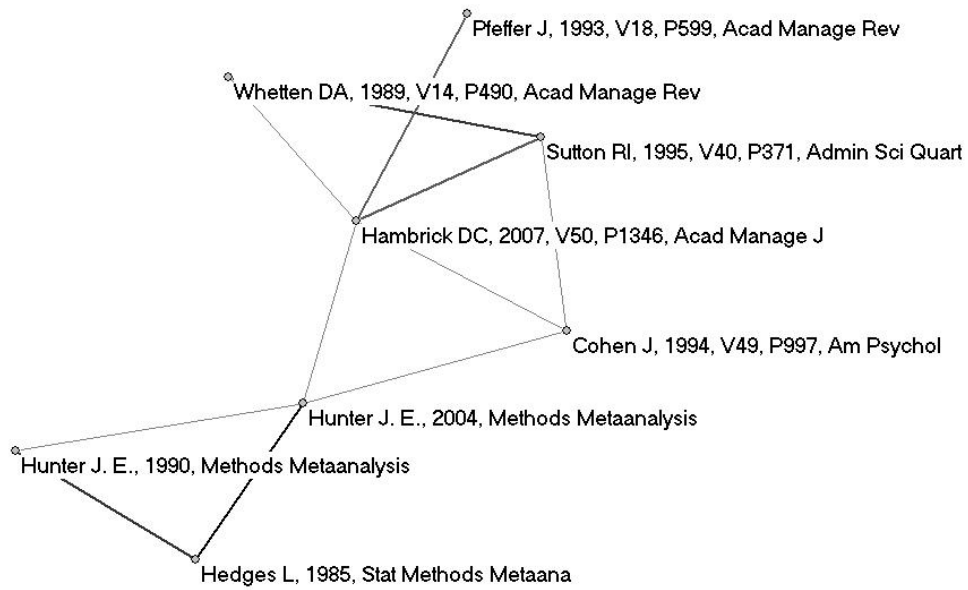 Pfeffer J, 1993, V18, P599, Acad Manage Rev
Whetten DA, 1989, V14, P490, Acad Manage Rev
Sutton RI, 1995, V40, P371, Admin Sci Quart
Hambrick DC, 2007, V50, P1346, Acad Manage J
Cohen J, 1994, V49, P997, Am Psychol
Hunter J. E., 2004, Methods Metaanalysis
Hunter J. E., 1990, Methods Metaanalysis
Hedges L, 1985, Stat Methods Metaana